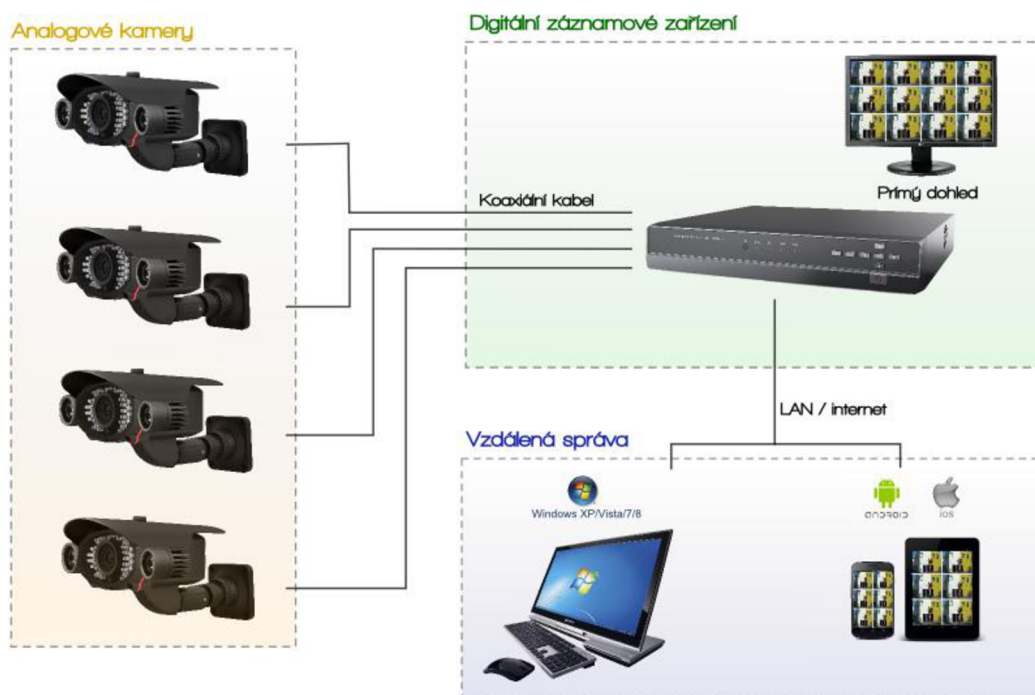 Analogové kamery
Digitální záznamové zařízení
Prímý dohled
Koaxiální kabel
LAN / internet
Vzdálená správa
Windows XP/Vista/7/8
ANDROID
ios